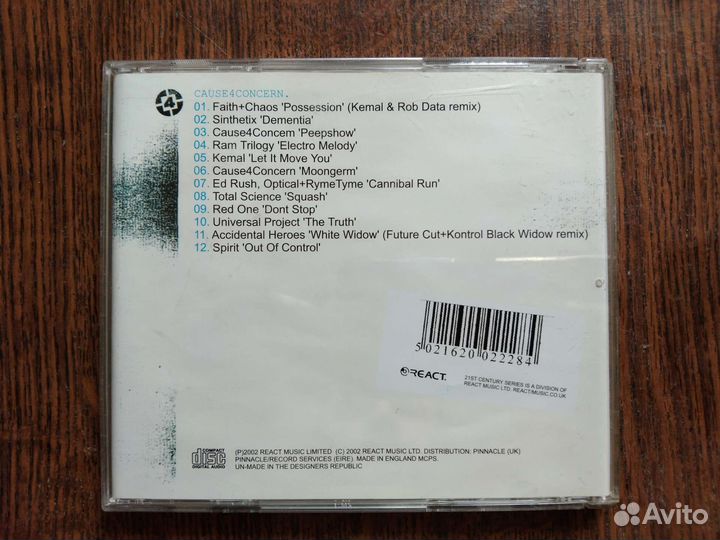 CAUSE4CONCERN.
01. Faith+Chaos 'Possession' (Kemal & Rob Data remix)
02. Sinthetix 'Dementia'
03. Cause4Concem 'Peepshow'
04. Ram Trilogy 'Electro Melody'
05. Kemal 'Let It Move You'
06. Cause4Concern 'Moongerm'
07. Ed Rush, Optical+RymeTyme 'Cannibal Run'
08. Total Science 'Squash'
09. Red One 'Dont Stop'
10. Universal Project 'The Truth'
11. Accidental Heroes 'White Widow' (Future Cut+Kontrol Black Widow remix)
12. Spirit 'Out Of Control'
4
5 021620 022284
REACT.
21ST CENTURY SERIES IS A DIVISION OF
REACT MUSIC LTD. REACT/MUSIC.CO.UK
COMPACT
disc
DIGITAL AUDIO
(P)2002 REACT MUSIC LIMITED (C) 2002 REACT MUSIC LTD. DISTRIBUTION: PINNACLE (UK)
PINNACLE/RECORD SERVICES (EIRE). MADE IN ENGLAND MCPS.
UN-MADE IN THE DESIGNERS REPUBLIC
Avito